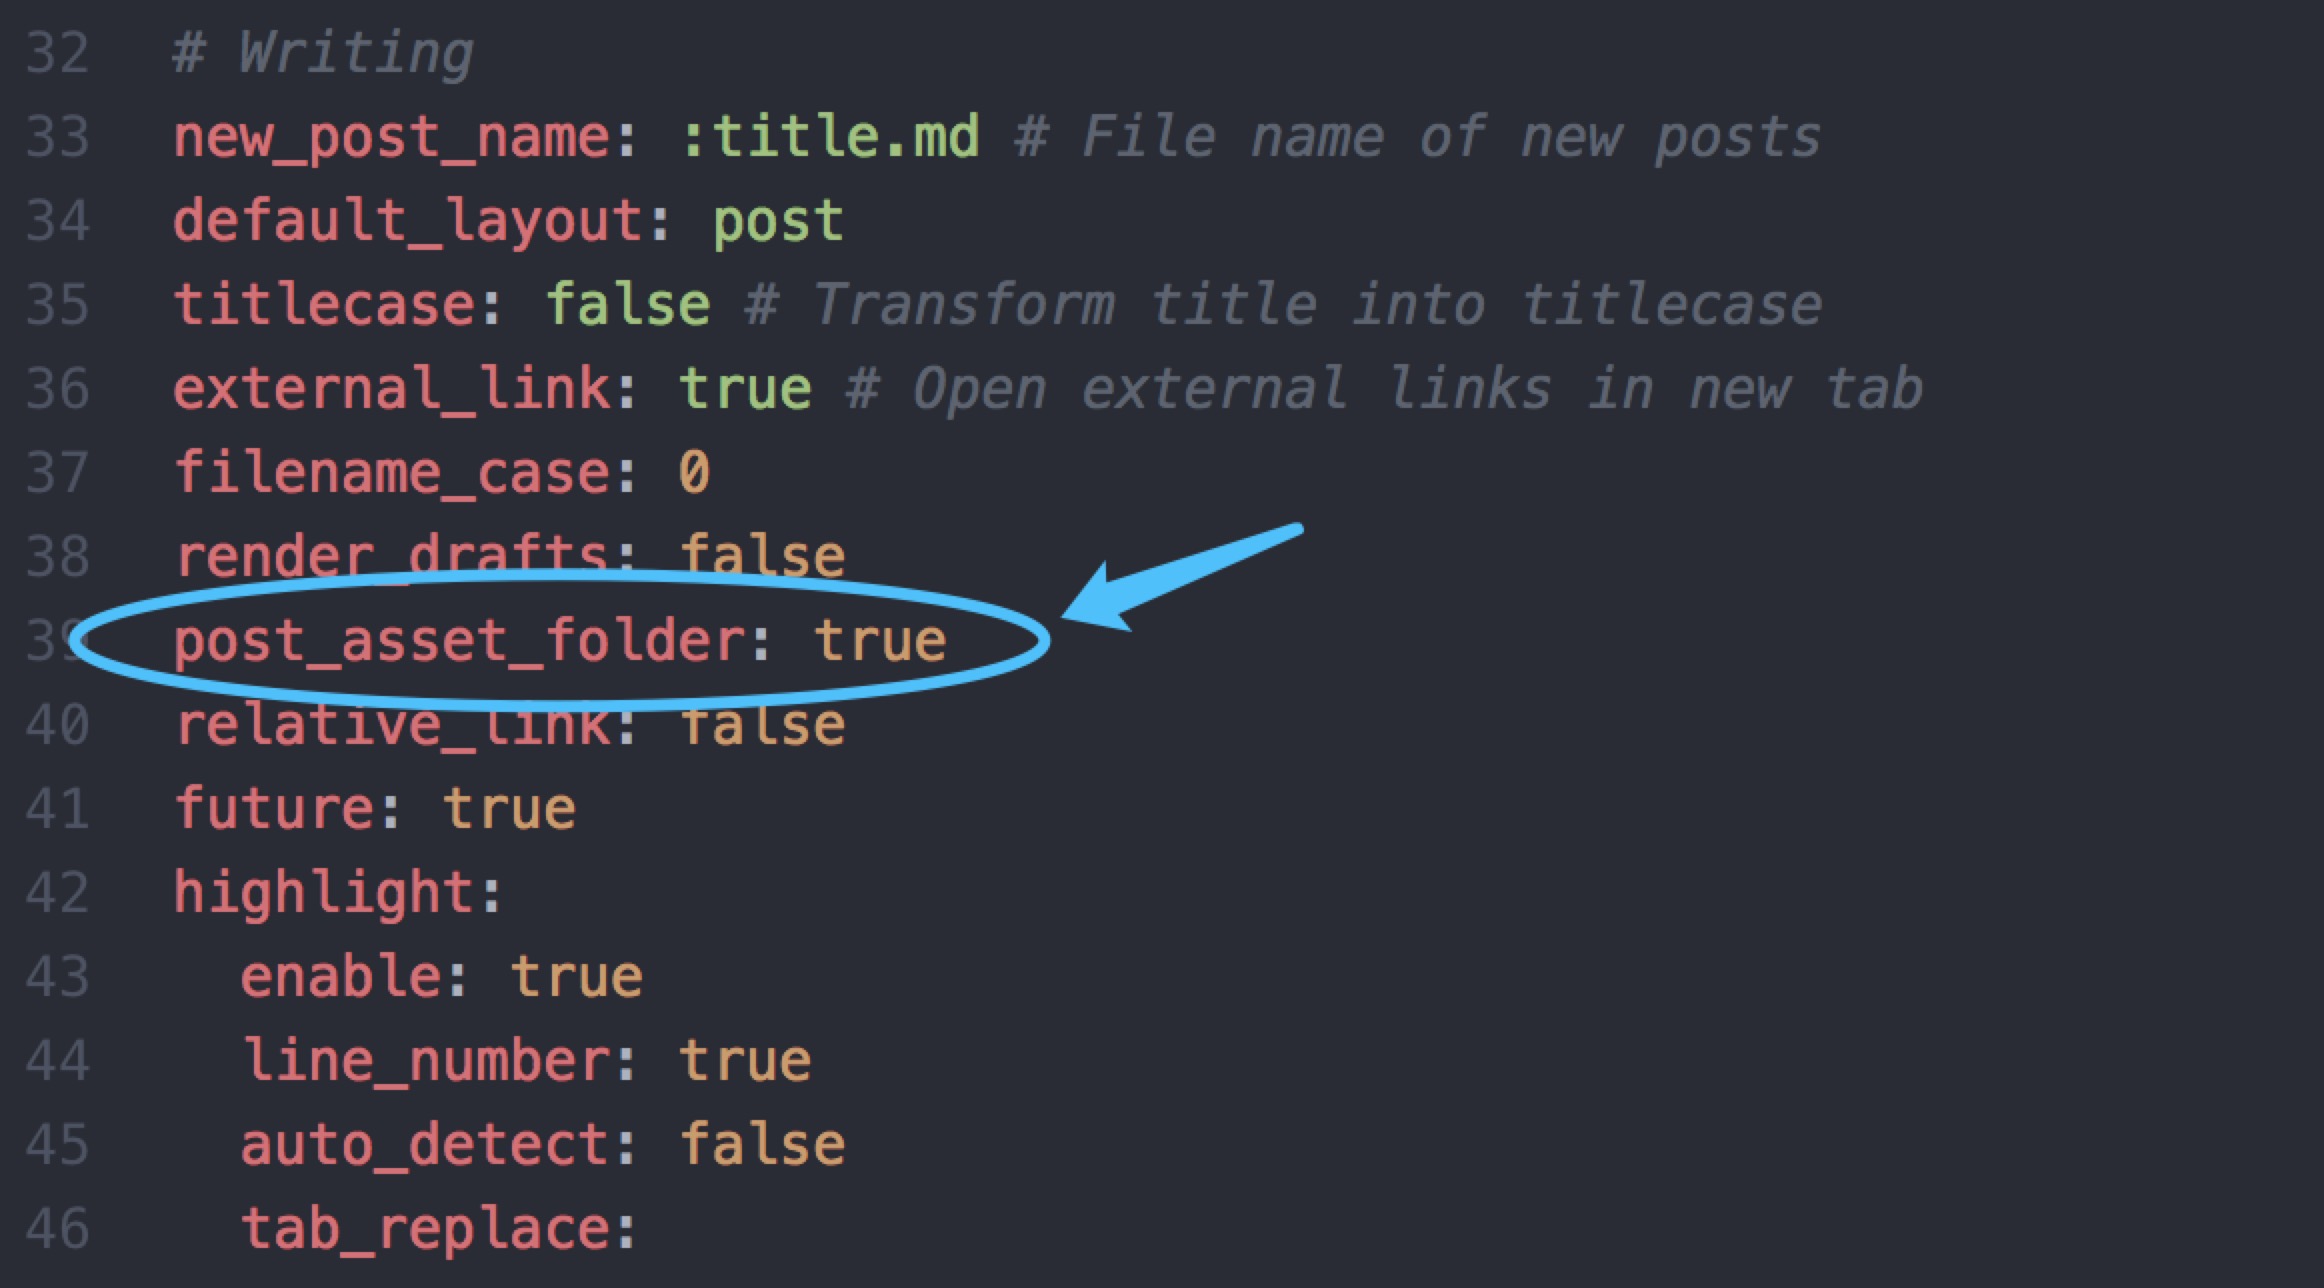 32 # Writing
33 new_post_name: :title.md # File name of new posts
34 default_layout: post
35 titlecase: false # Transform title into titlecase
36 external_link: true # Open external links in new tab
37 filename_case: 0
38 render_drafts: false
39 post_asset_folder: true
40 relative_link: false
41 future: true
42 highlight:
43   enable: true
44   line_number: true
45   auto_detect: false
46   tab_replace: